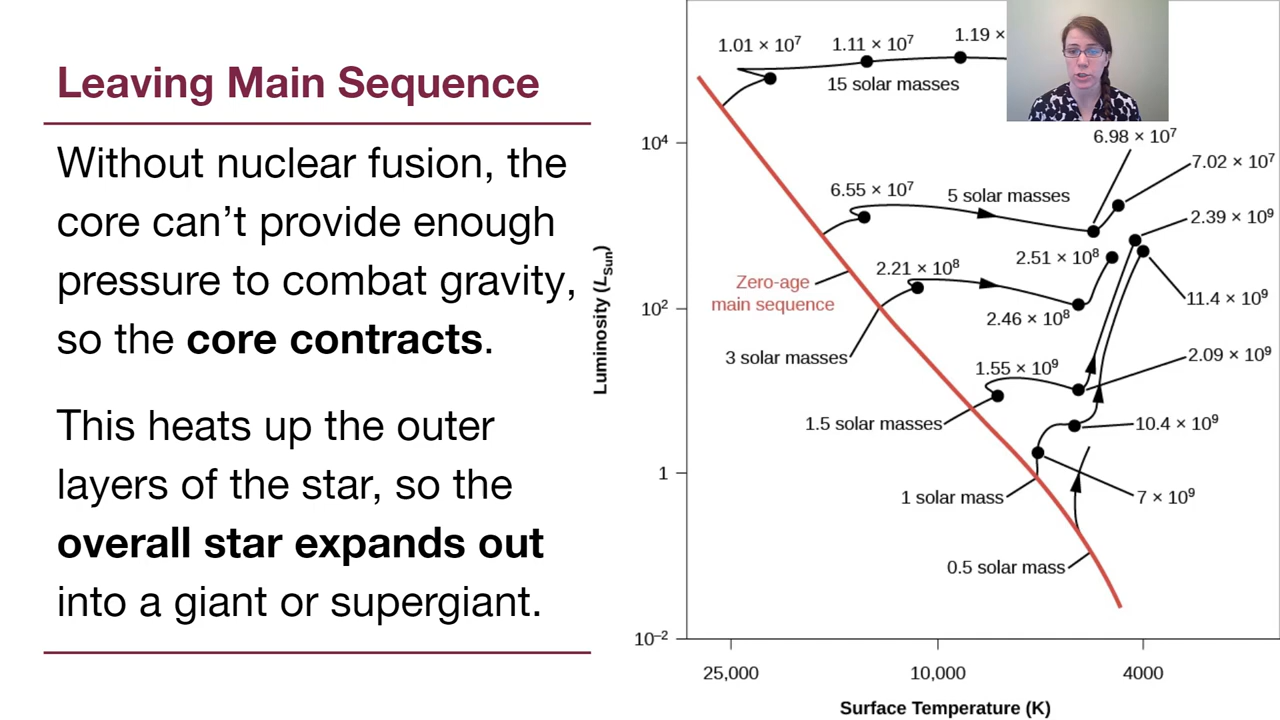 Leaving Main Sequence
Without nuclear fusion, the
core can’t provide enough
pressure to combat gravity,
so the core contracts.
This heats up the outer
layers of the star, so the
overall star expands out
into a giant or supergiant.
Luminosity (L_Sun)
10⁴
10²
1
10⁻²
25,000
10,000
4000
Surface Temperature (K)
1.01 × 10⁷
1.11 × 10⁷
1.19 ×
15 solar masses
6.98 × 10⁷
7.02 × 10⁷
6.55 × 10⁷
5 solar masses
2.39 × 10⁹
2.21 × 10⁸
2.51 × 10⁸
Zero-age
main sequence
11.4 × 10⁹
2.46 × 10⁸
3 solar masses
2.09 × 10⁹
1.55 × 10⁹
1.5 solar masses
10.4 × 10⁹
1 solar mass
7 × 10⁹
0.5 solar mass